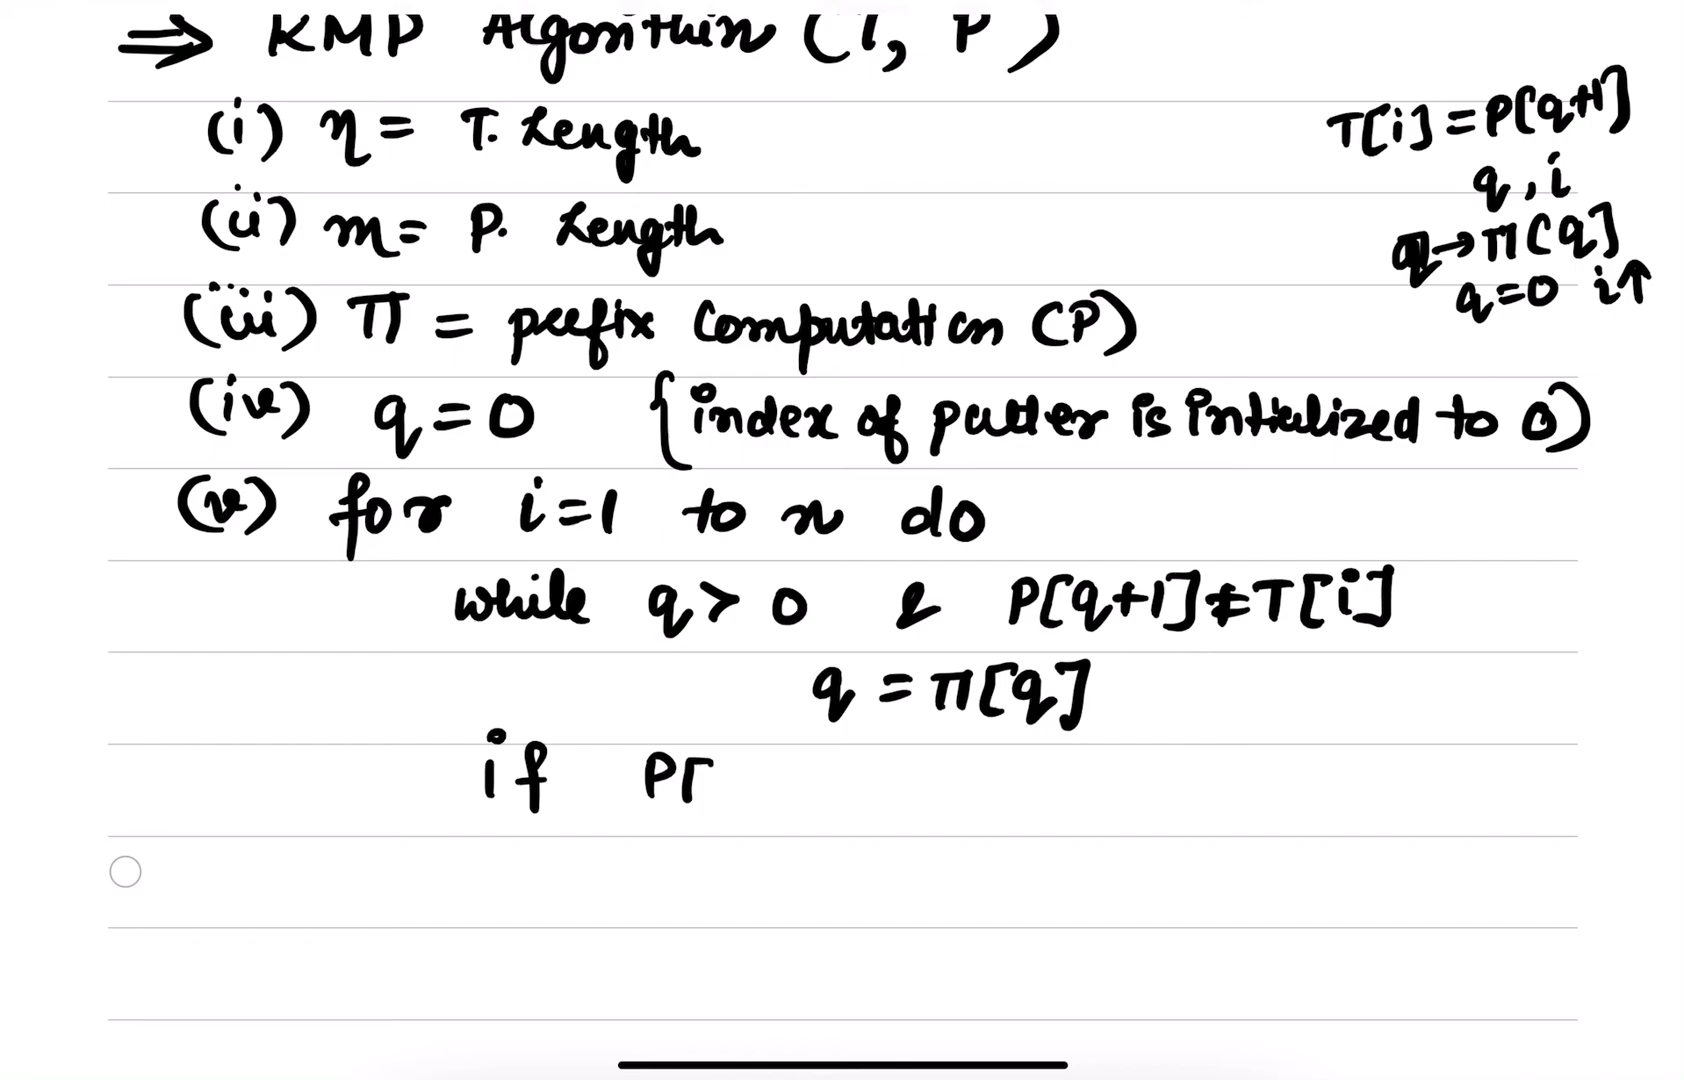 ⇒ KMP Algorithm (T, P)
(i) n = T. Length
(ii) m = P. Length
(iii) π = prefix Computation (P)
(iv) q = 0 {index of patter is intialized to 0)
(v) for i=1 to n do
while q > 0 & P[q+1] ≠ T[i]
q = π[q]
if P[
T[i] = P[q+1]
q, i
q → π[q]
q=0 i↑